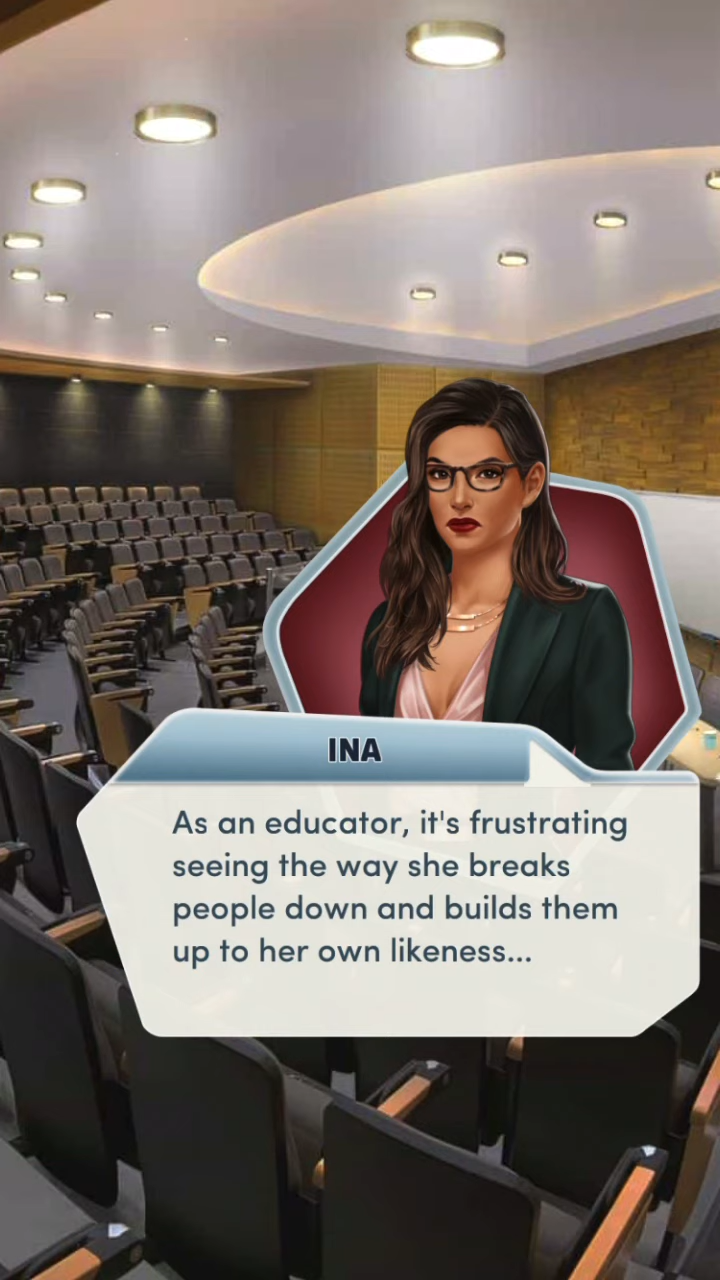 INA
As an educator, it's frustrating
seeing the way she breaks
people down and builds them
up to her own likeness...